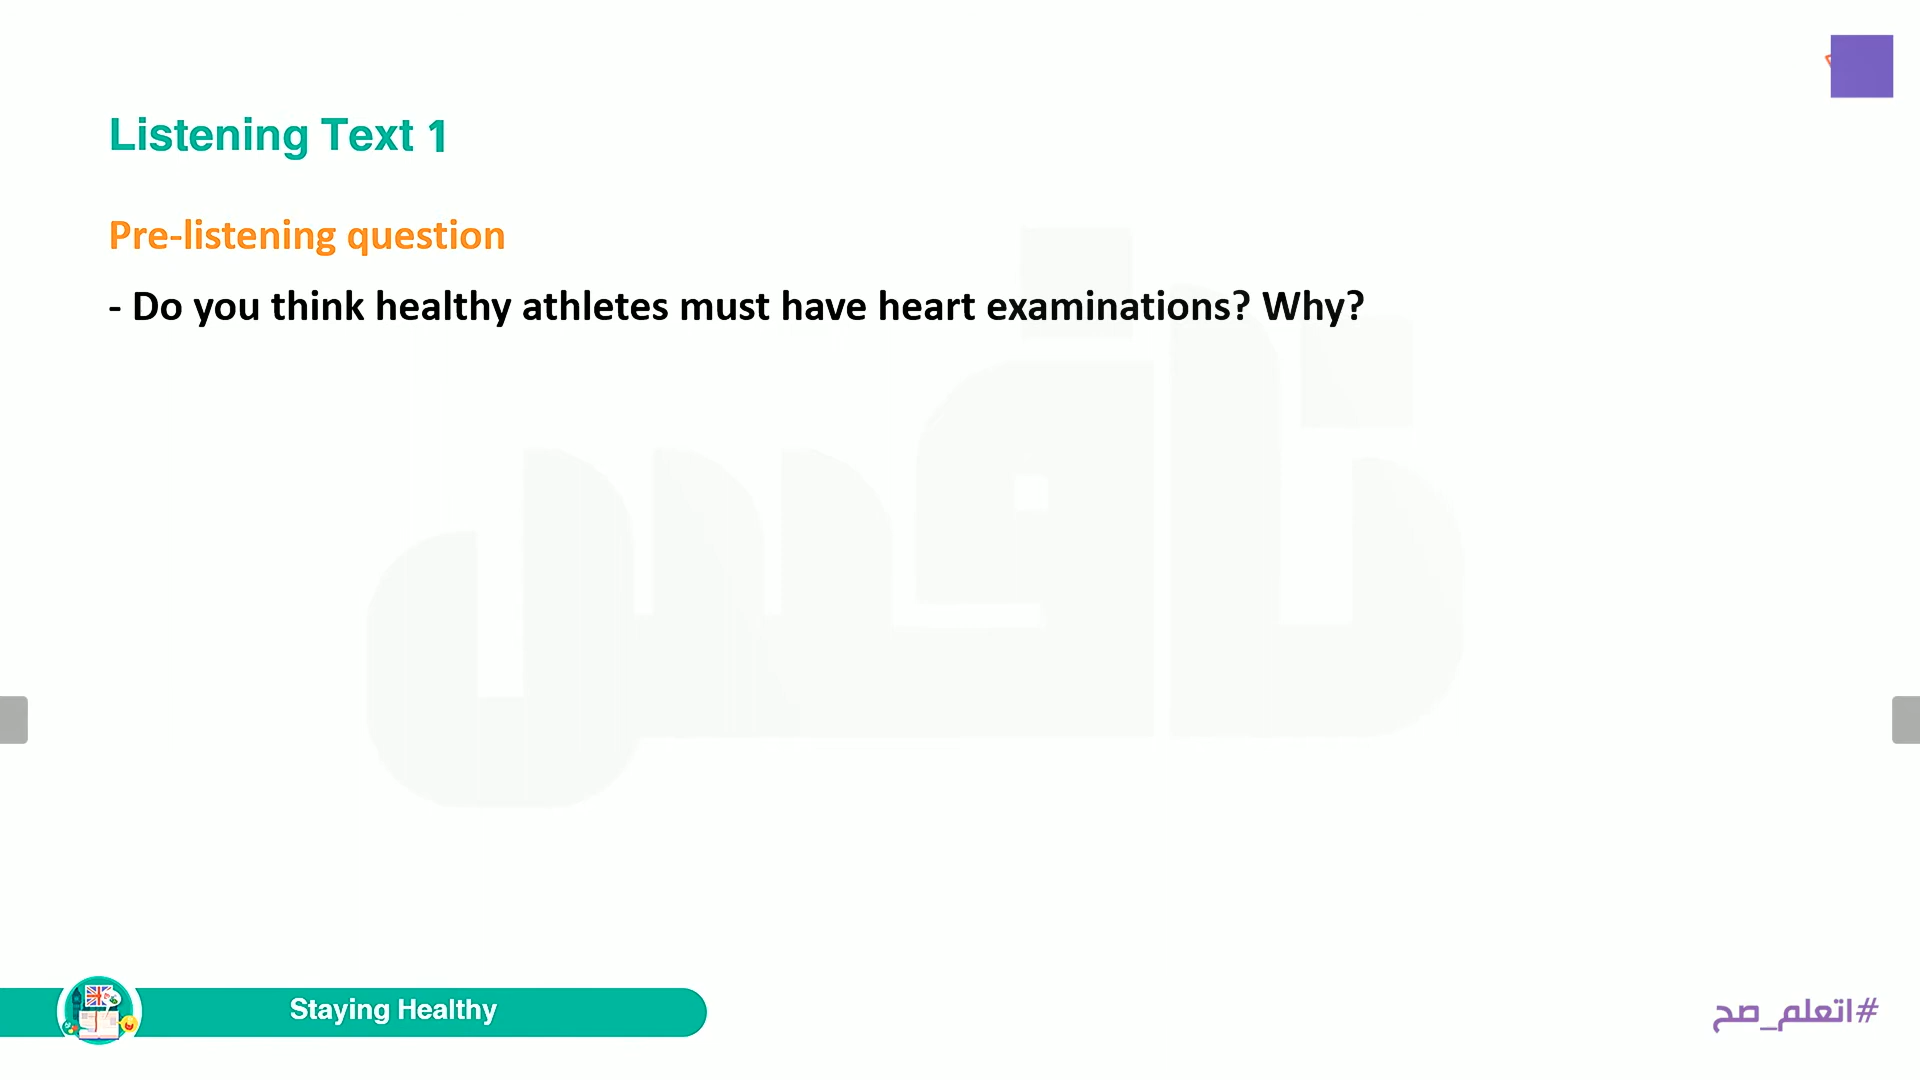 Listening Text 1
Pre-listening question
- Do you think healthy athletes must have heart examinations? Why?
نافس
Staying Healthy
#اتعلم_صح